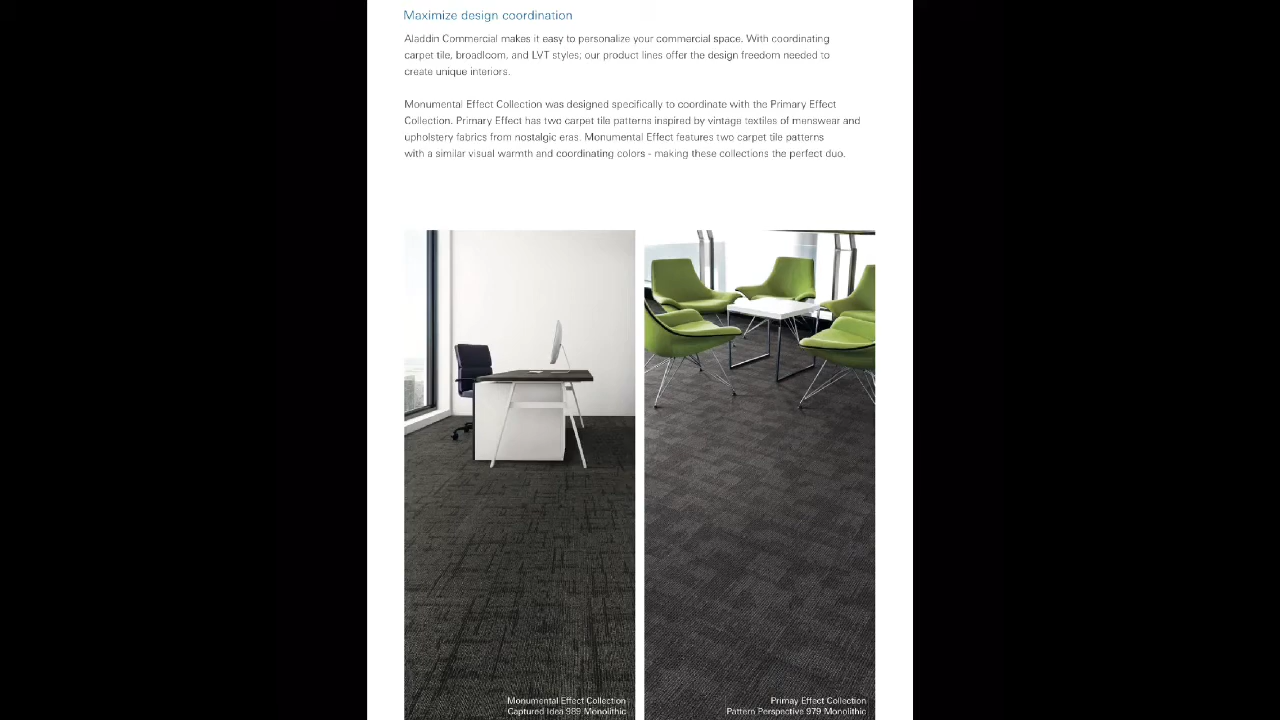 Maximize design coordination
Aladdin Commercial makes it easy to personalize your commercial space. With coordinating
carpet tile, broadloom, and LVT styles; our product lines offer the design freedom needed to
create unique interiors.
Monumental Effect Collection was designed specifically to coordinate with the Primary Effect
Collection. Primary Effect has two carpet tile patterns inspired by vintage textiles of menswear and
upholstery fabrics from nostalgic eras. Monumental Effect features two carpet tile patterns
with a similar visual warmth and coordinating colors - making these collections the perfect duo.
Monumental Effect Collection
Captured Idea 989 Monolithic
Primay Effect Collection
Pattern Perspective 979 Monolithic